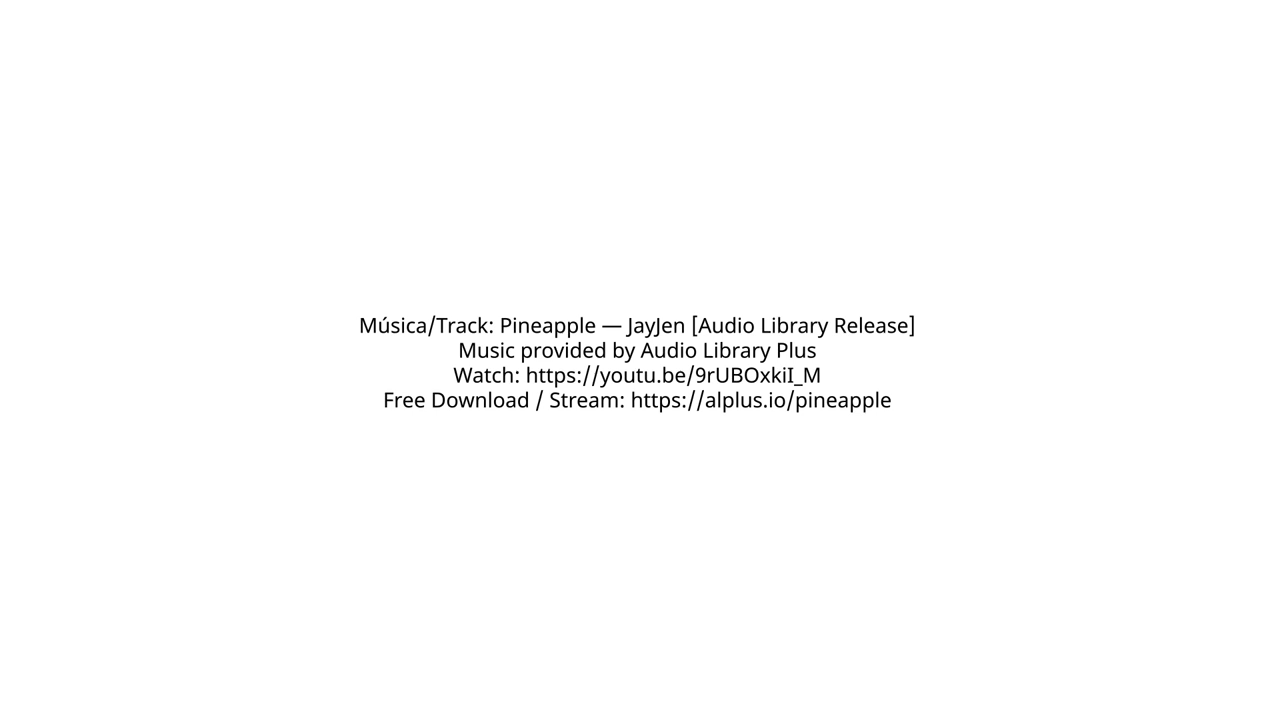 Música/Track: Pineapple — JayJen [Audio Library Release]
Music provided by Audio Library Plus
Watch: https://youtu.be/9rUBOxkiI_M
Free Download / Stream: https://alplus.io/pineapple